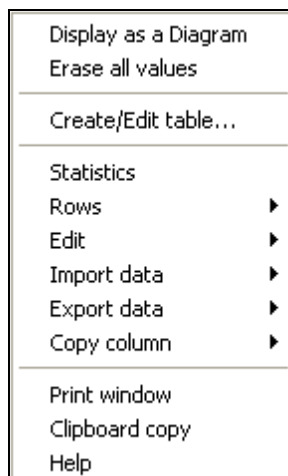 Display as a Diagram
Erase all values
Create/Edit table...
Statistics
Rows
Edit
Import data
Export data
Copy column
Print window
Clipboard copy
Help